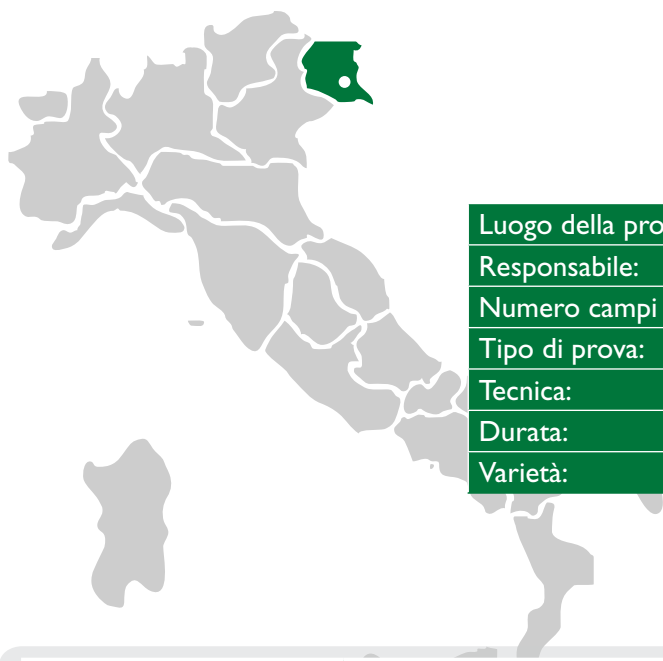 Luogo della pro
Responsabile:
Numero campi
Tipo di prova:
Tecnica:
Durata:
Varietà: